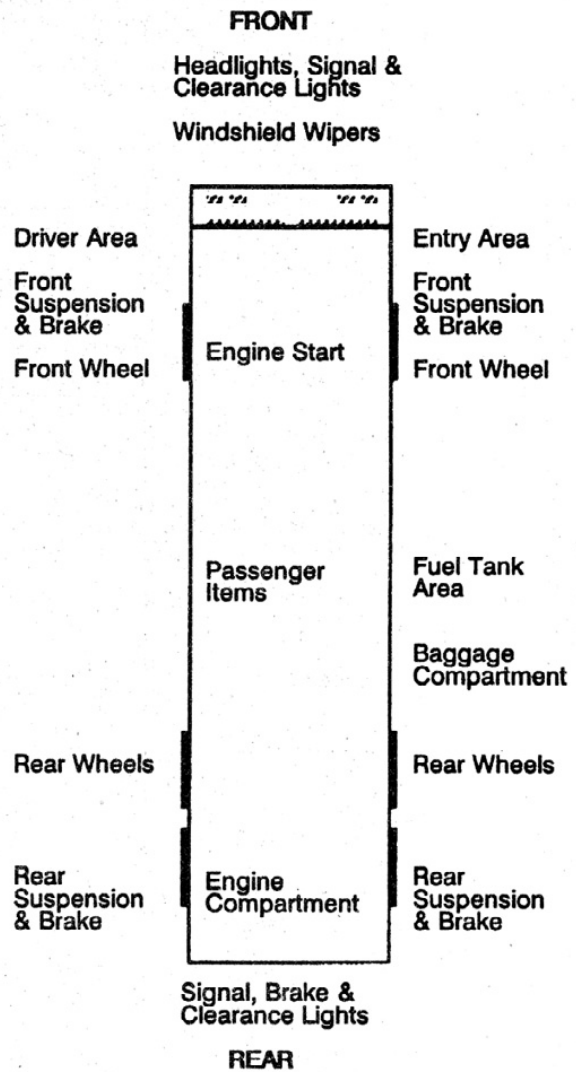 FRONT
Headlights, Signal &
Clearance Lights
Windshield Wipers
Driver Area
Entry Area
Front
Suspension
& Brake
Front
Suspension
& Brake
Engine Start
Front Wheel
Front Wheel
Passenger
Items
Fuel Tank
Area
Baggage
Compartment
Rear Wheels
Rear Wheels
Rear
Suspension
& Brake
Engine
Compartment
Rear
Suspension
& Brake
Signal, Brake &
Clearance Lights
REAR